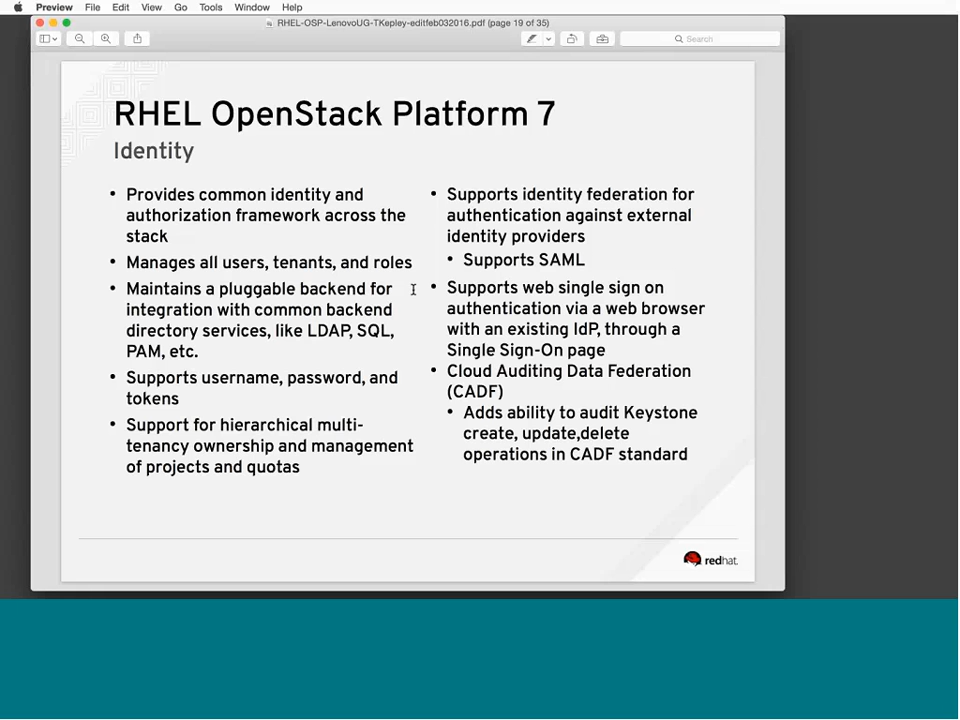 Preview File Edit View Go Tools Window Help
RHEL-OSP-LenovoUG-TKepley-editfeb032016.pdf (page 19 of 35)
Search
RHEL OpenStack Platform 7
Identity
• Provides common identity and
authorization framework across the
stack
• Manages all users, tenants, and roles
• Maintains a pluggable backend for
integration with common backend
directory services, like LDAP, SQL,
PAM, etc.
• Supports username, password, and
tokens
• Support for hierarchical multi-
tenancy ownership and management
of projects and quotas
• Supports identity federation for
authentication against external
identity providers
• Supports SAML
• Supports web single sign on
authentication via a web browser
with an existing IdP, through a
Single Sign-On page
• Cloud Auditing Data Federation
(CADF)
• Adds ability to audit Keystone
create, update,delete
operations in CADF standard
redhat.